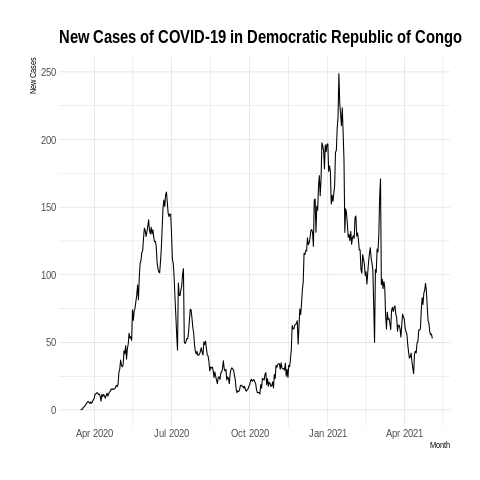 New Cases of COVID-19 in Democratic Republic of Congo
New Cases
250
200
150
100
50
0
Apr 2020 Jul 2020 Oct 2020 Jan 2021 Apr 2021
Month